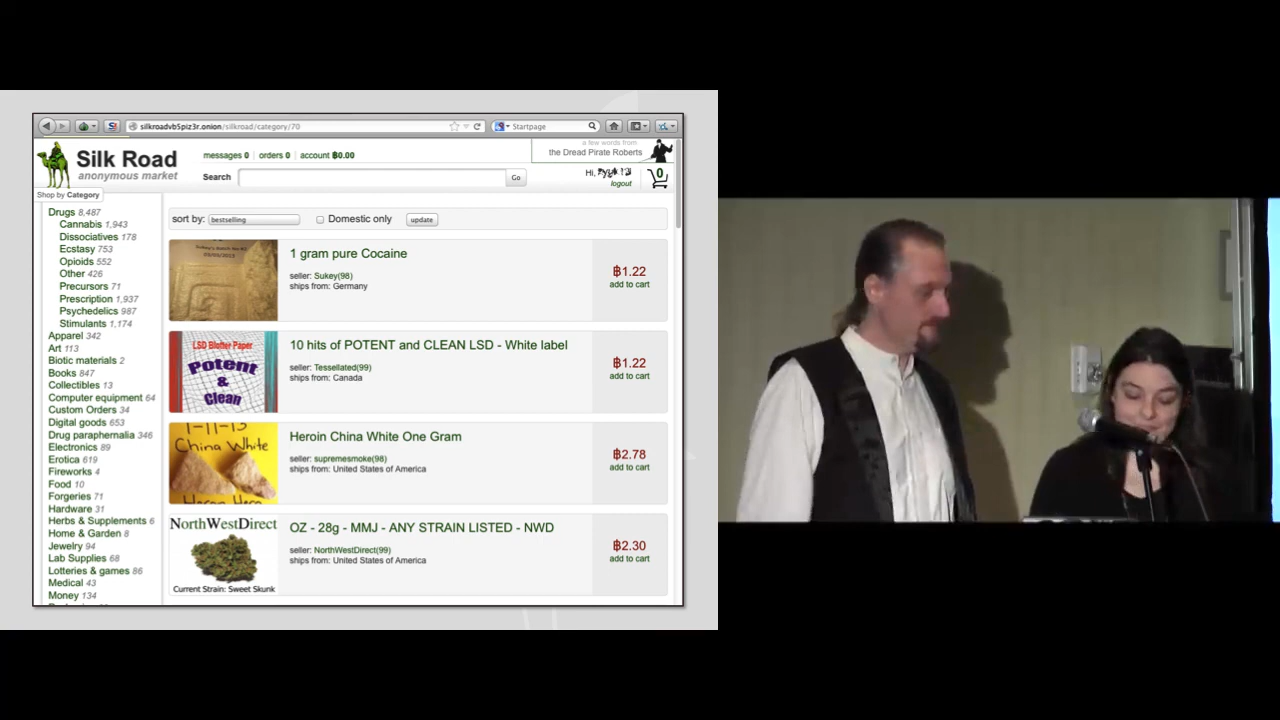 silkroadvb5piz3r.onion/silkroad/category/70
Startpage
Silk Road
anonymous market
messages 0 | orders 0 | account ฿0.00
a few words from
the Dread Pirate Roberts
Search
Go
Hi,
logout
0
Shop by Category
Drugs 8,487
Cannabis 1,943
Dissociatives 178
Ecstasy 753
Opioids 552
Other 426
Precursors 71
Prescription 1,937
Psychedelics 987
Stimulants 1,174
Apparel 342
Art 113
Biotic materials 2
Books 847
Collectibles 13
Computer equipment 64
Custom Orders 34
Digital goods 653
Drug paraphernalia 346
Electronics 89
Erotica 619
Fireworks 4
Food 10
Forgeries 71
Hardware 31
Herbs & Supplements 6
Home & Garden 8
Jewelry 94
Lab Supplies 68
Lotteries & games 86
Medical 43
Money 134
sort by: bestselling
Domestic only
update
1 gram pure Cocaine
seller: Sukey(98)
ships from: Germany
฿1.22
add to cart
LSD Blotter Paper
Potent
&
Clean
10 hits of POTENT and CLEAN LSD - White label
seller: Tessellated(99)
ships from: Canada
฿1.22
add to cart
1-11-13
China White
Heroin China White One Gram
seller: supremesmoke(98)
ships from: United States of America
฿2.78
add to cart
NorthWestDirect
Current Strain: Sweet Skunk
OZ - 28g - MMJ - ANY STRAIN LISTED - NWD
seller: NorthWestDirect(99)
ships from: United States of America
฿2.30
add to cart